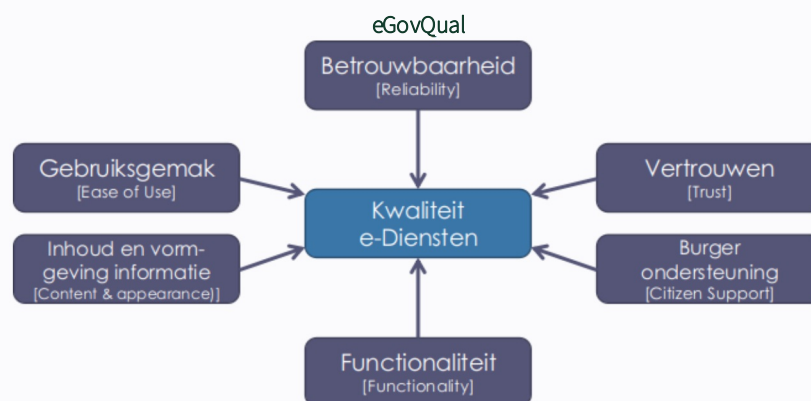 eGovQual
Betrouwbaarheid
[Reliability]
Gebruiksgemak
[Ease of Use]
Vertrouwen
[Trust]
Kwaliteit
e-Diensten
Inhoud en vorm-
geving informatie
[Content & appearance)]
Burger
ondersteuning
[Citizen Support]
Functionaliteit
[Functionality]